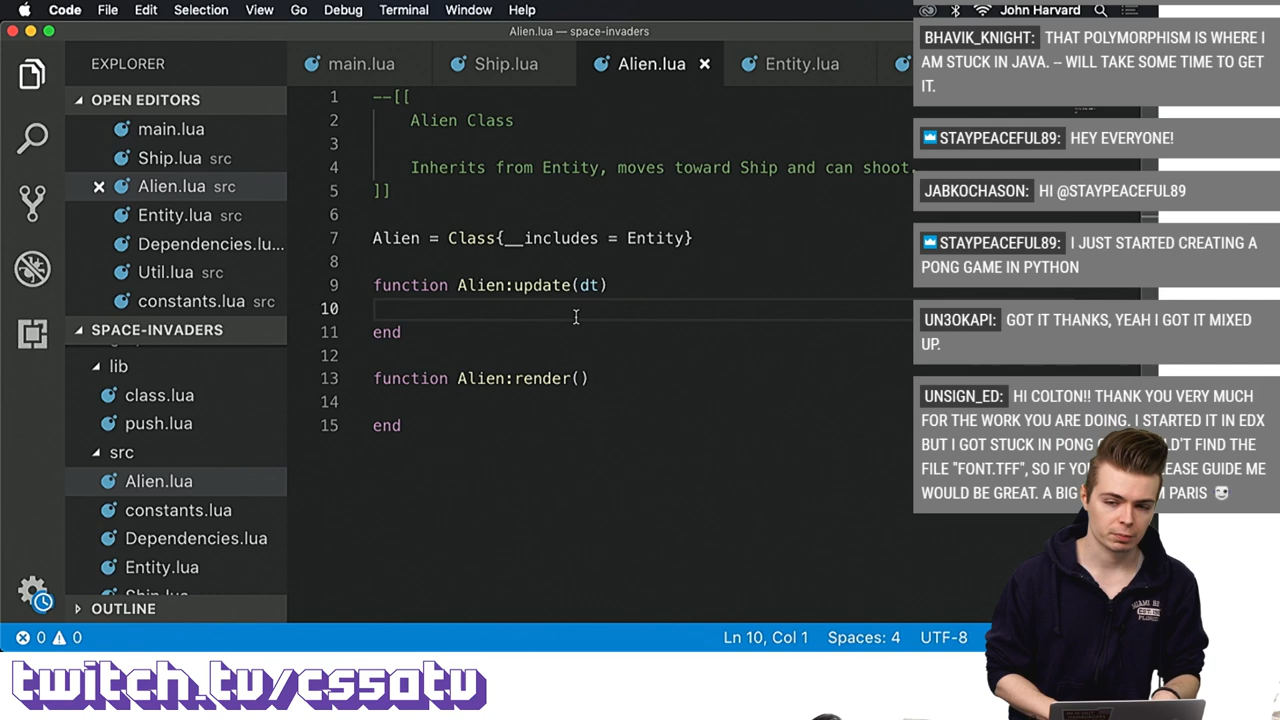 Code File Edit Selection View Go Debug Terminal Window Help John Harvard
Alien.lua — space-invaders
EXPLORER
OPEN EDITORS
main.lua
Ship.lua src
Alien.lua src
Entity.lua src
Dependencies.lu...
Util.lua src
constants.lua src
SPACE-INVADERS
lib
class.lua
push.lua
src
Alien.lua
constants.lua
Dependencies.lua
Entity.lua
Ship.lua
OUTLINE
main.lua Ship.lua Alien.lua Entity.lua
1 --[[
2 Alien Class
3
4 Inherits from Entity, moves toward Ship and can shoot.
5 ]]
6
7 Alien = Class{__includes = Entity}
8
9 function Alien:update(dt)
10
11 end
12
13 function Alien:render()
14
15 end
0 0 Ln 10, Col 1 Spaces: 4 UTF-8
BHAVIK_KNIGHT: THAT POLYMORPHISM IS WHERE I
AM STUCK IN JAVA. -- WILL TAKE SOME TIME TO GET
IT.
STAYPEACEFUL89: HEY EVERYONE!
JABKOCHASON: HI @STAYPEACEFUL89
STAYPEACEFUL89: I JUST STARTED CREATING A
PONG GAME IN PYTHON
UN3OKAPI: GOT IT THANKS, YEAH I GOT IT MIXED
UP.
UNSIGN_ED: HI COLTON!! THANK YOU VERY MUCH
FOR THE WORK YOU ARE DOING. I STARTED IT IN EDX
BUT I GOT STUCK IN PONG FIND THE
FILE "FONT.TFF", SO IF GUIDE ME
WOULD BE GREAT. A BIG PARIS
twitch.tv/cs50tv